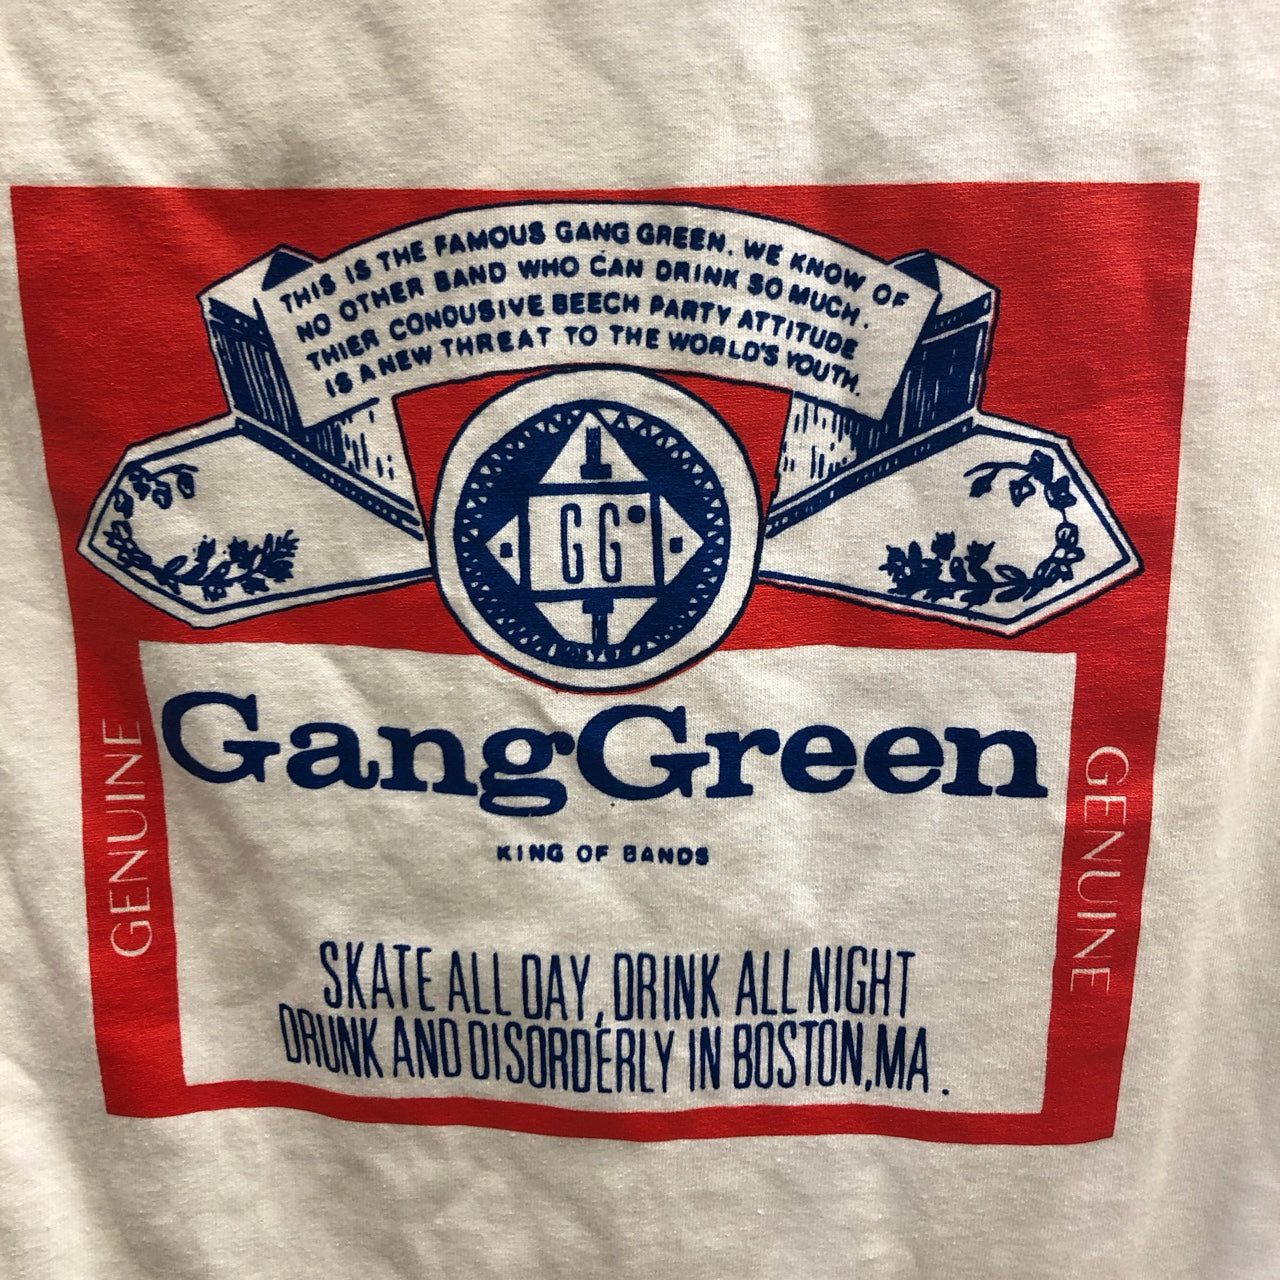 THIS IS THE FAMOUS GANG GREEN. WE KNOW OF
NO OTHER BAND WHO CAN DRINK SO MUCH.
THIER CONCUSIVE BEECH PARTY ATTITUDE
IS A NEW THREAT TO THE WORLD'S YOUTH.
GG
GangGreen
KING OF BANDS
GENUINE
GENUINE
SKATE ALL DAY, DRINK ALL NIGHT
DRUNK AND DISORDERLY IN BOSTON, MA.